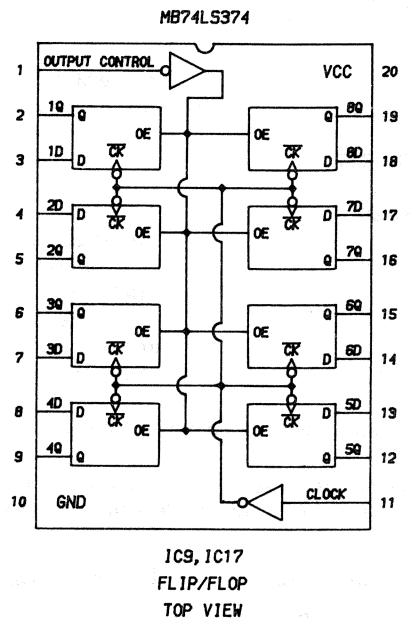 MB74LS374
1 OUTPUT CONTROL VCC 20
2 1Q Q OE OE Q 8Q 19
3 1D D CK CK D 8D 18
4 2D D CK CK D 7D 17
5 2Q Q OE OE Q 7Q 16
6 3Q Q OE OE Q 6Q 15
7 3D D CK CK D 6D 14
8 4D D CK CK D 5D 13
9 4Q Q OE OE Q 5Q 12
10 GND CLOCK 11
IC9, IC17
FLIP/FLOP
TOP VIEW